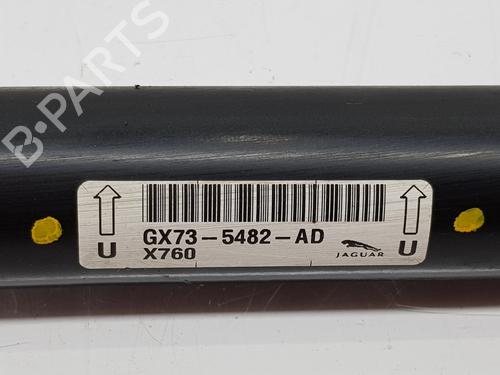 B-PARTS
U
GX73-5482-AD
X760
JAGUAR
U